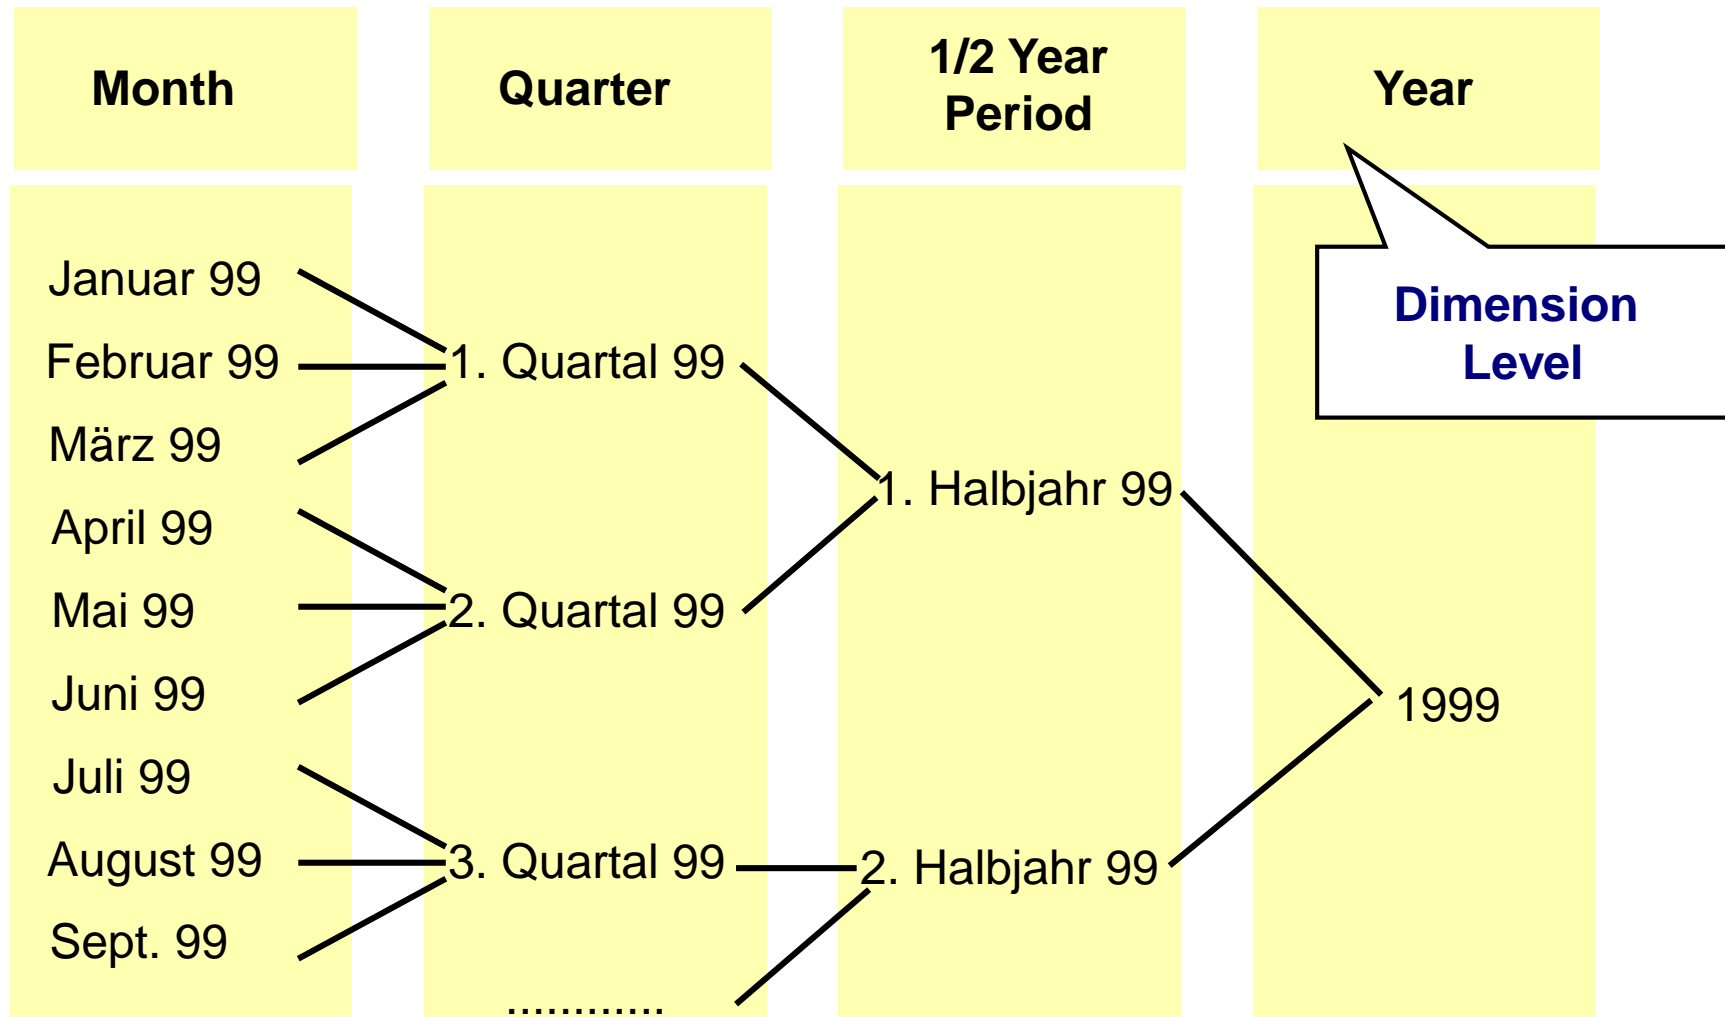 Month
Quarter
1/2 Year
Period
Year
Dimension
Level
Januar 99
Februar 99
März 99
April 99
Mai 99
Juni 99
Juli 99
August 99
Sept. 99
1. Quartal 99
2. Quartal 99
3. Quartal 99
............
1. Halbjahr 99
2. Halbjahr 99
1999